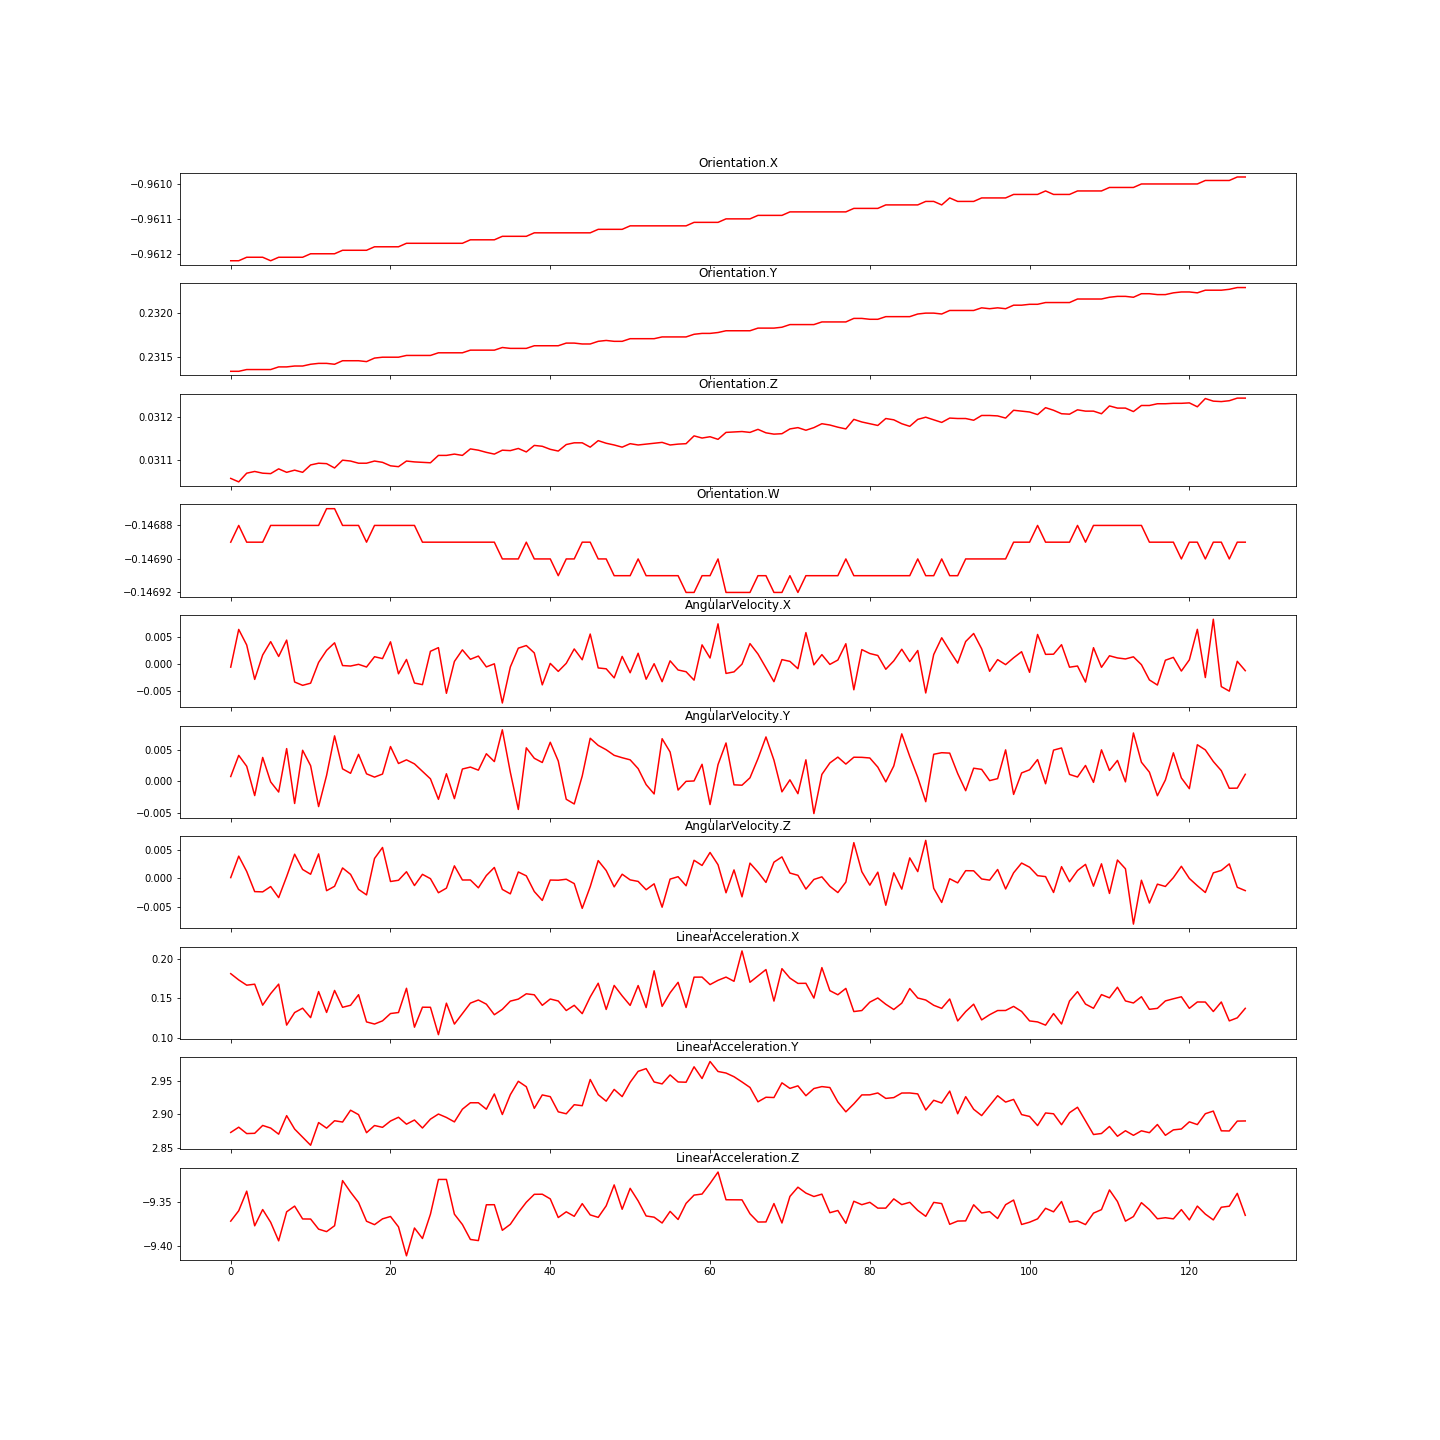 Orientation.X
−0.9610
−0.9611
−0.9612
Orientation.Y
0.2320
0.2315
Orientation.Z
0.0312
0.0311
Orientation.W
−0.14688
−0.14690
−0.14692
AngularVelocity.X
0.005
0.000
−0.005
AngularVelocity.Y
0.005
0.000
−0.005
AngularVelocity.Z
0.005
0.000
−0.005
LinearAcceleration.X
0.20
0.15
0.10
LinearAcceleration.Y
2.95
2.90
2.85
LinearAcceleration.Z
−9.35
−9.40
0 20 40 60 80 100 120